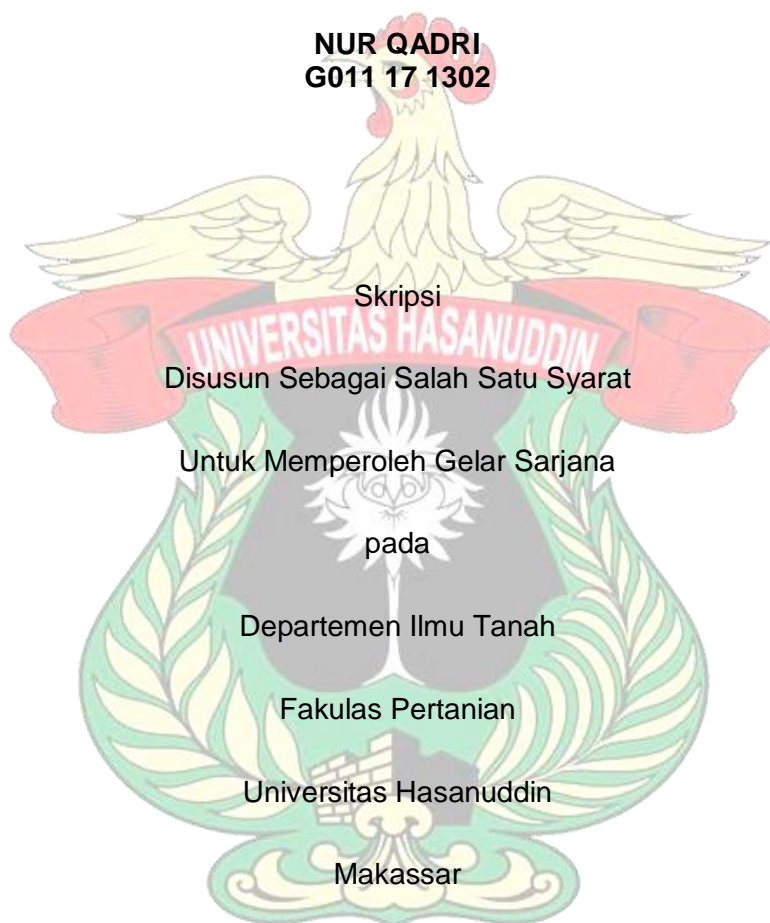 NUR QADRI
G011 17 1302
Skripsi
UNIVERSITAS HASANUDDIN
Disusun Sebagai Salah Satu Syarat
Untuk Memperoleh Gelar Sarjana
pada
Departemen Ilmu Tanah
Fakulas Pertanian
Universitas Hasanuddin
Makassar